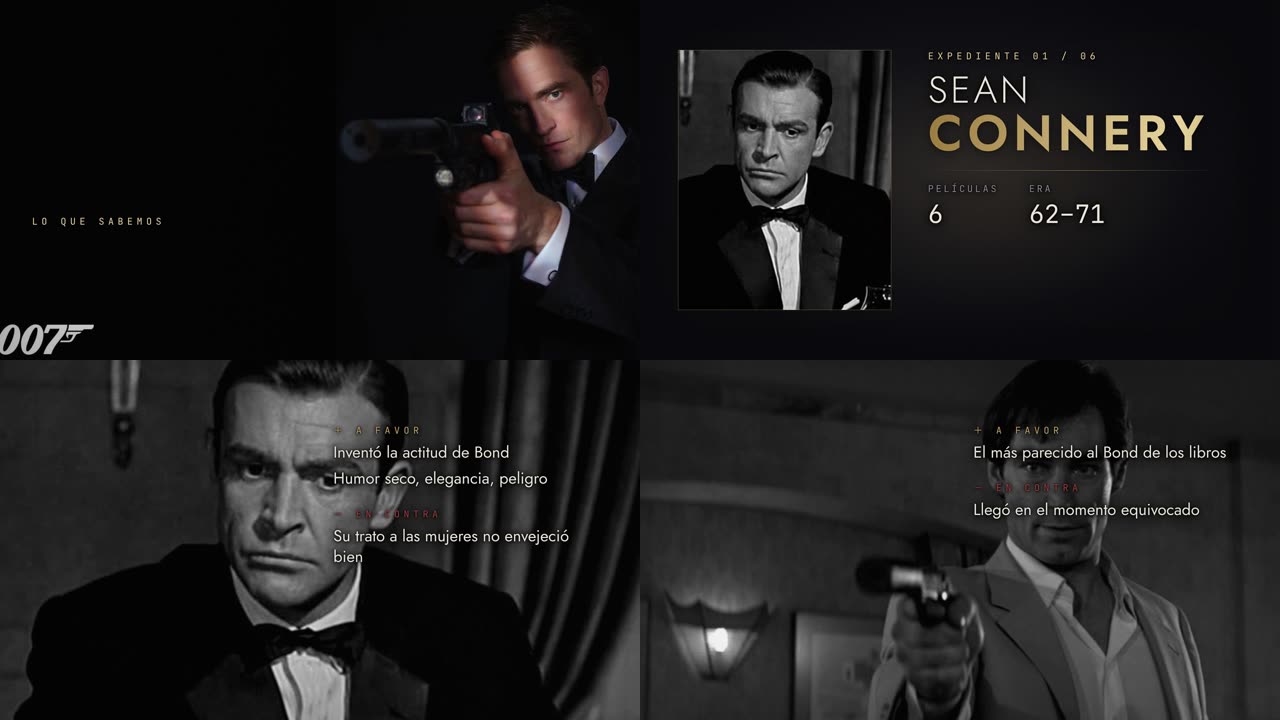 LO QUE SABEMOS
007
EXPEDIENTE 01 / 06
SEAN
CONNERY
PELÍCULAS ERA
6 62–71
+ A FAVOR
Inventó la actitud de Bond
Humor seco, elegancia, peligro
– EN CONTRA
Su trato a las mujeres no envejeció
bien
+ A FAVOR
El más parecido al Bond de los libros
– EN CONTRA
Llegó en el momento equivocado